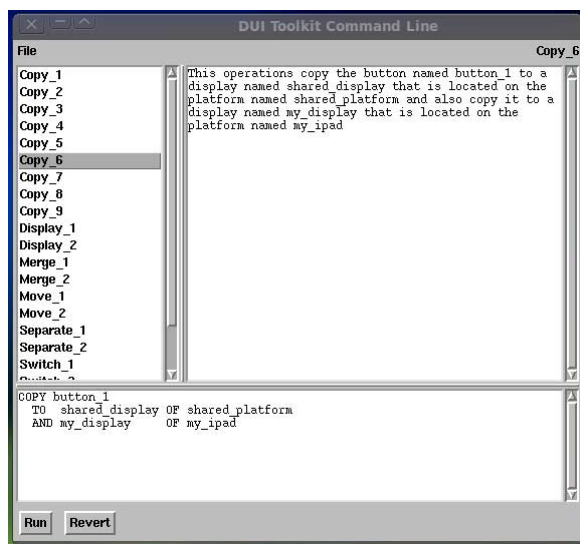 DUI Toolkit Command Line
File
Copy_6
Copy_1
Copy_2
Copy_3
Copy_4
Copy_5
Copy_6
Copy_7
Copy_8
Copy_9
Display_1
Display_2
Merge_1
Merge_2
Move_1
Move_2
Separate_1
Separate_2
Switch_1
This operations copy the button named button_1 to a
display named shared_display that is located on the
platform named shared_platform and also copy it to a
display named my_display that is located on the
platform named my_ipad
COPY button_1
TO shared_display OF shared_platform
AND my_display OF my_ipad
Run Revert